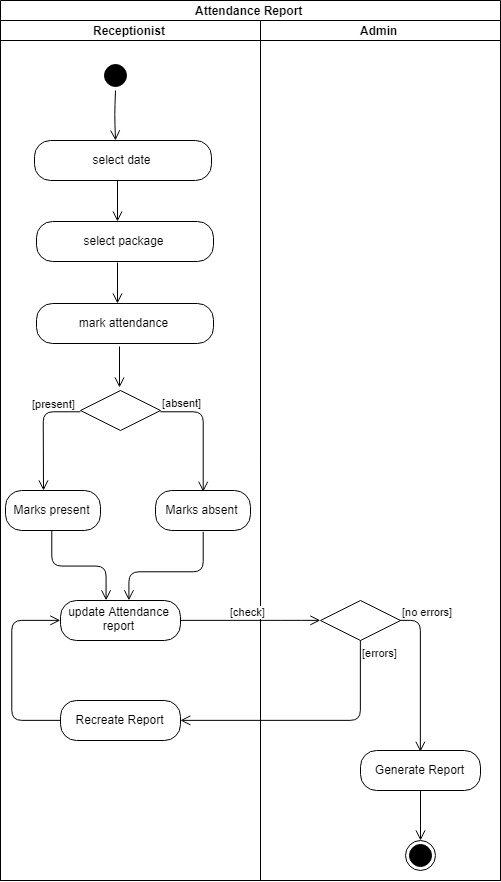 Attendance Report
Receptionist
Admin
select date
select package
mark attendance
[present]
[absent]
Marks present
Marks absent
update Attendance
report
[check]
[no errors]
[errors]
Recreate Report
Generate Report